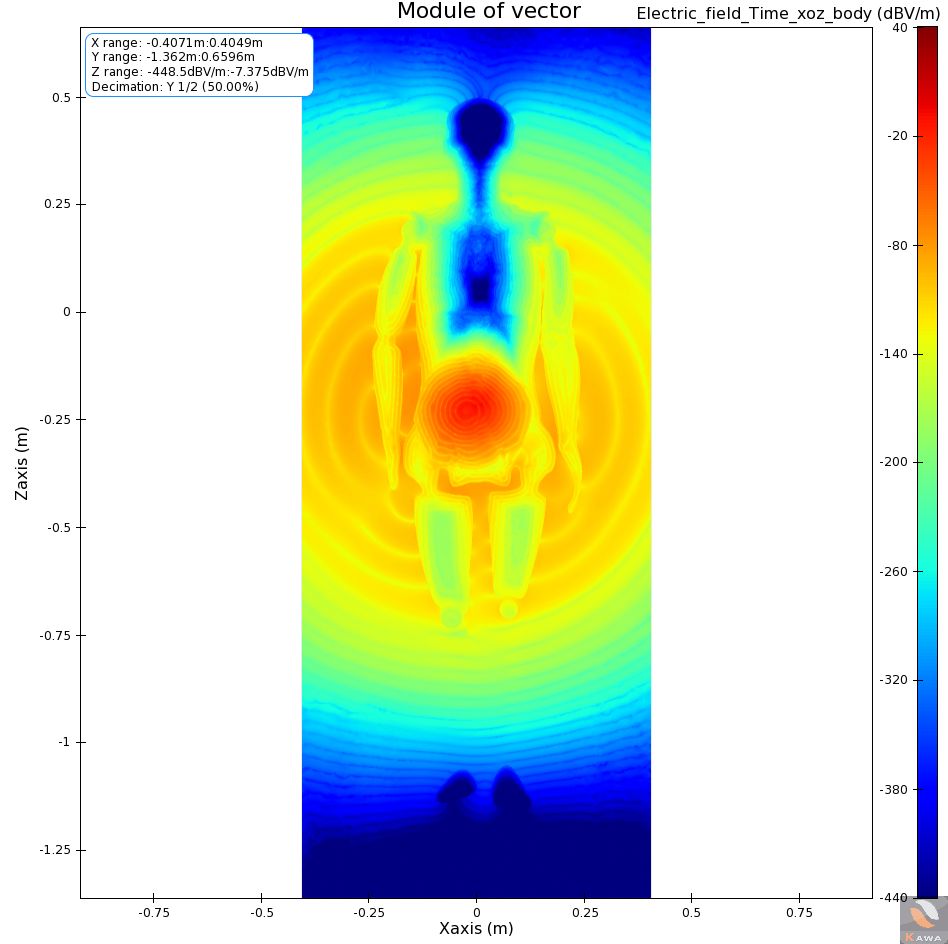 Module of vector
Electric_field_Time_xoz_body (dBV/m)
X range: -0.4071m:0.4049m
Y range: -1.362m:0.6596m
Z range: -448.5dBV/m:-7.375dBV/m
Decimation: Y 1/2 (50.00%)
0.5
0.25
0
-0.25
-0.5
-0.75
-1
-1.25
Zaxis (m)
-0.75
-0.5
-0.25
0
0.25
0.5
0.75
Xaxis (m)
40
-20
-80
-140
-200
-260
-320
-380
-440
KAWA